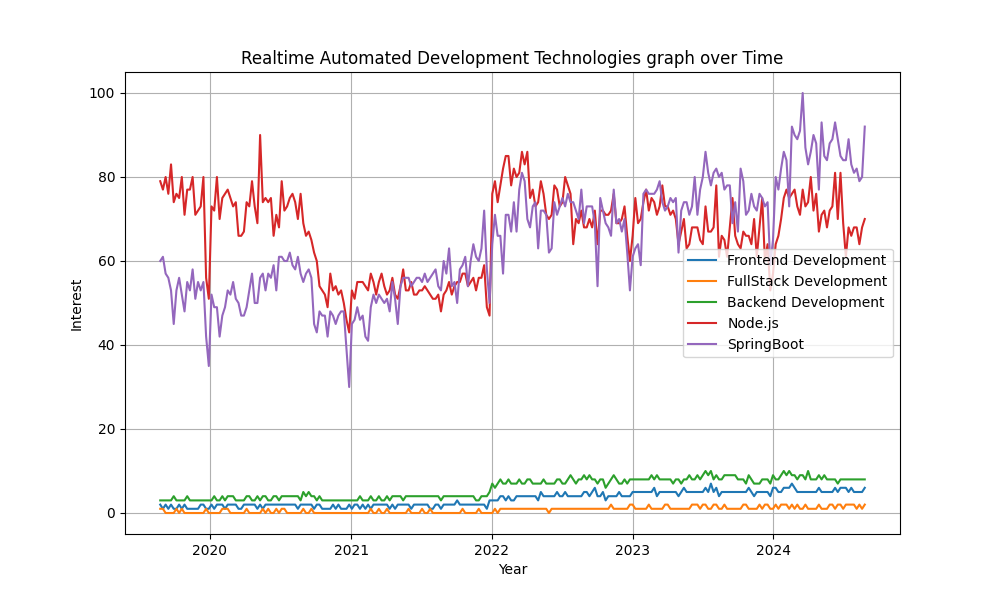 Realtime Automated Development Technologies graph over Time
100
80
60
40
20
0
Interest
Frontend Development
FullStack Development
Backend Development
Node.js
SpringBoot
2020
2021
2022
2023
2024
Year